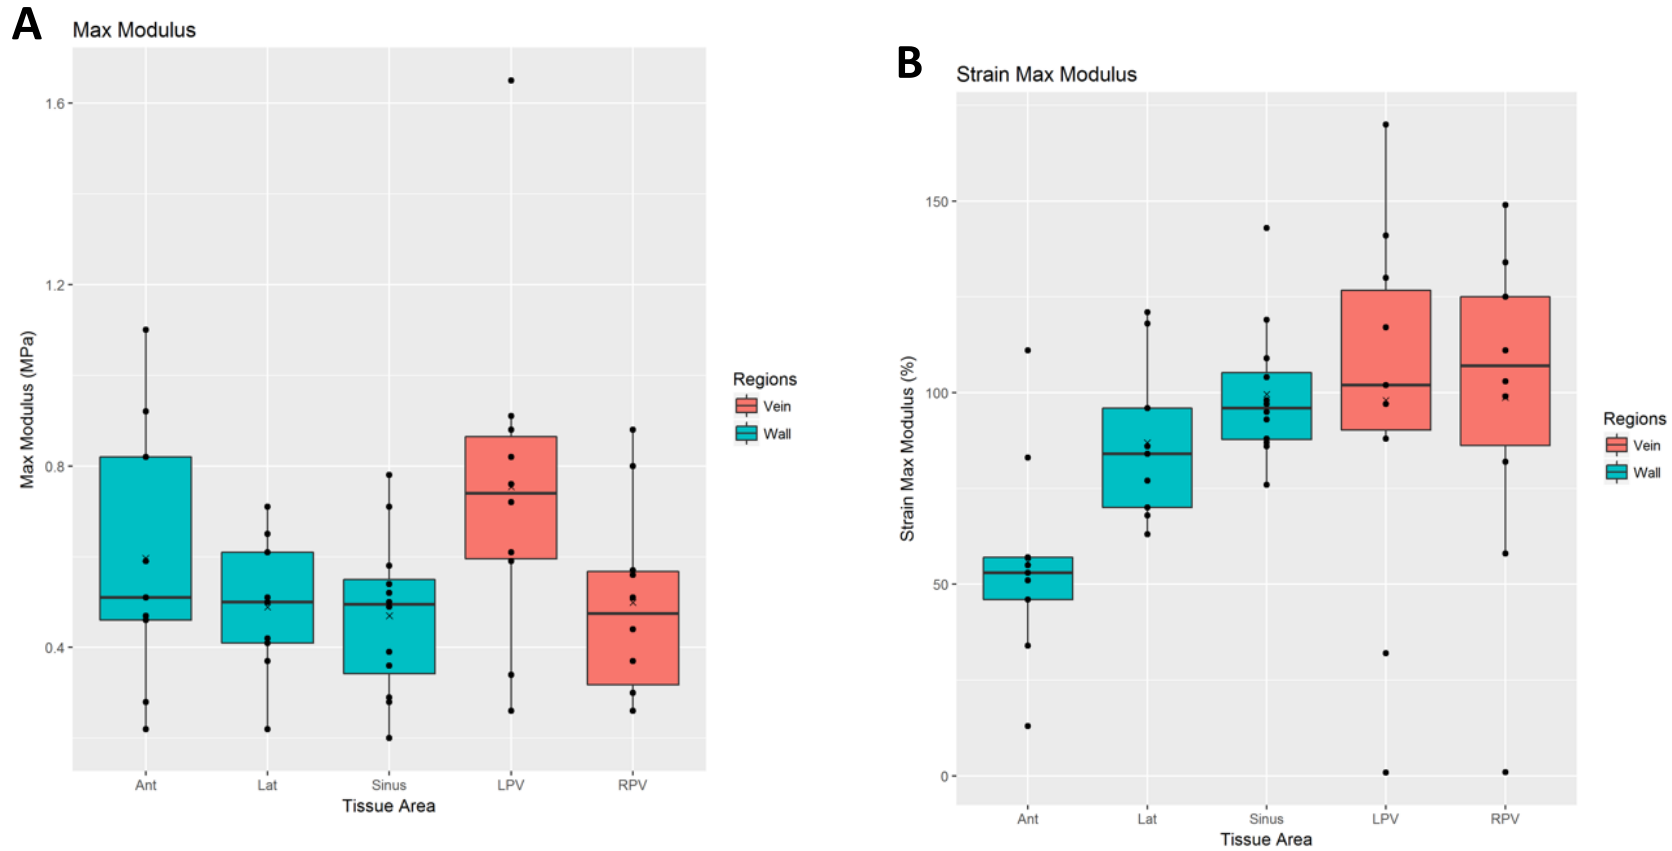 A
Max Modulus
Max Modulus (MPa)
1.6
1.2
0.8
0.4
Ant Lat Sinus LPV RPV
Tissue Area
Regions
Vein
Wall
B
Strain Max Modulus
Strain Max Modulus (%)
150
100
50
0
Ant Lat Sinus LPV RPV
Tissue Area
Regions
Vein
Wall